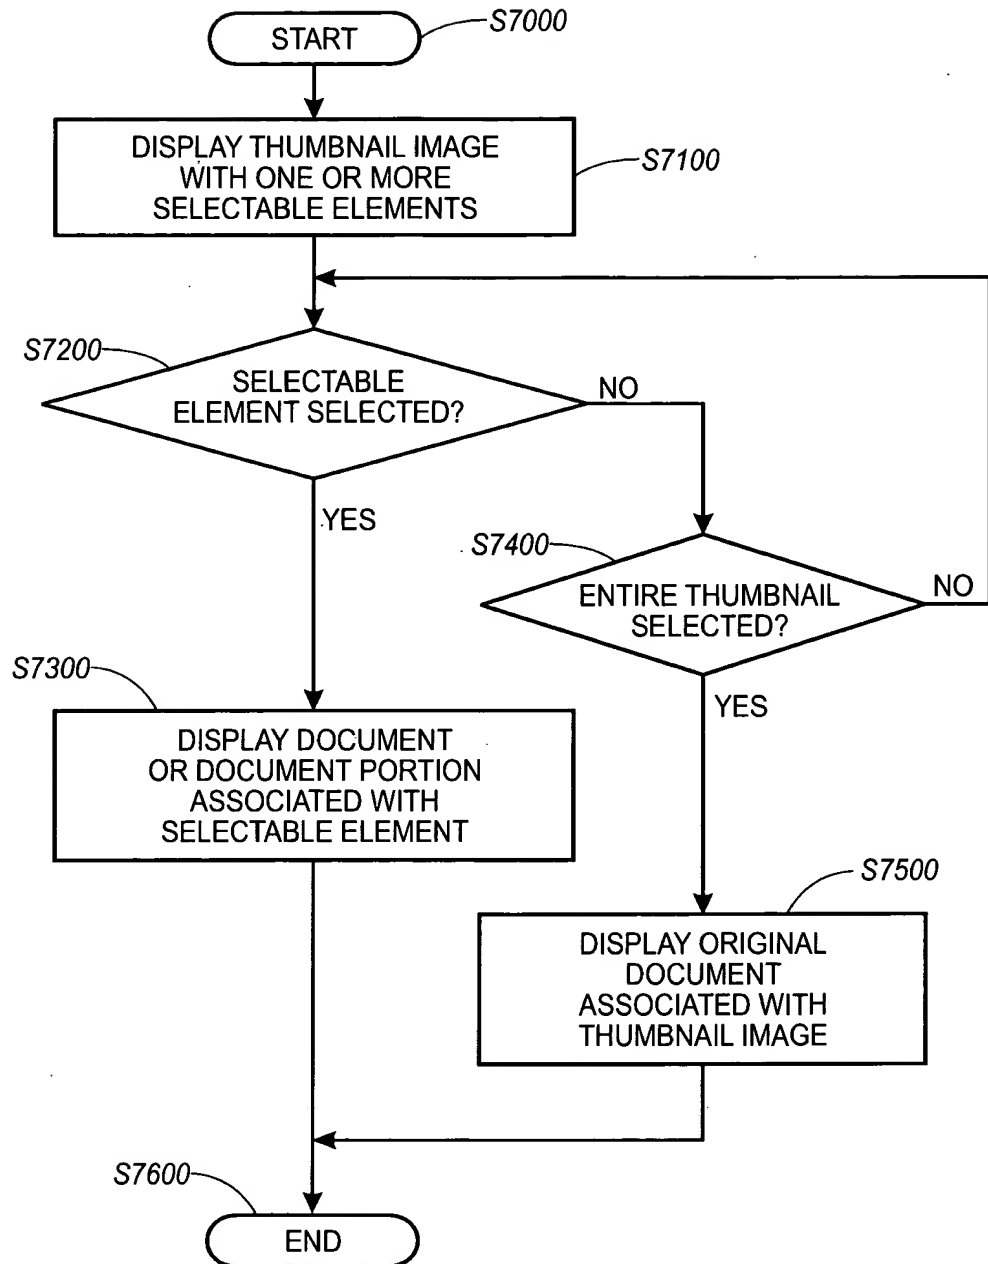 START
S7000
DISPLAY THUMBNAIL IMAGE
WITH ONE OR MORE
SELECTABLE ELEMENTS
S7100
S7200
SELECTABLE
ELEMENT SELECTED?
NO
YES
S7400
ENTIRE THUMBNAIL
SELECTED?
NO
YES
S7300
DISPLAY DOCUMENT
OR DOCUMENT PORTION
ASSOCIATED WITH
SELECTABLE ELEMENT
S7500
DISPLAY ORIGINAL
DOCUMENT
ASSOCIATED WITH
THUMBNAIL IMAGE
S7600
END